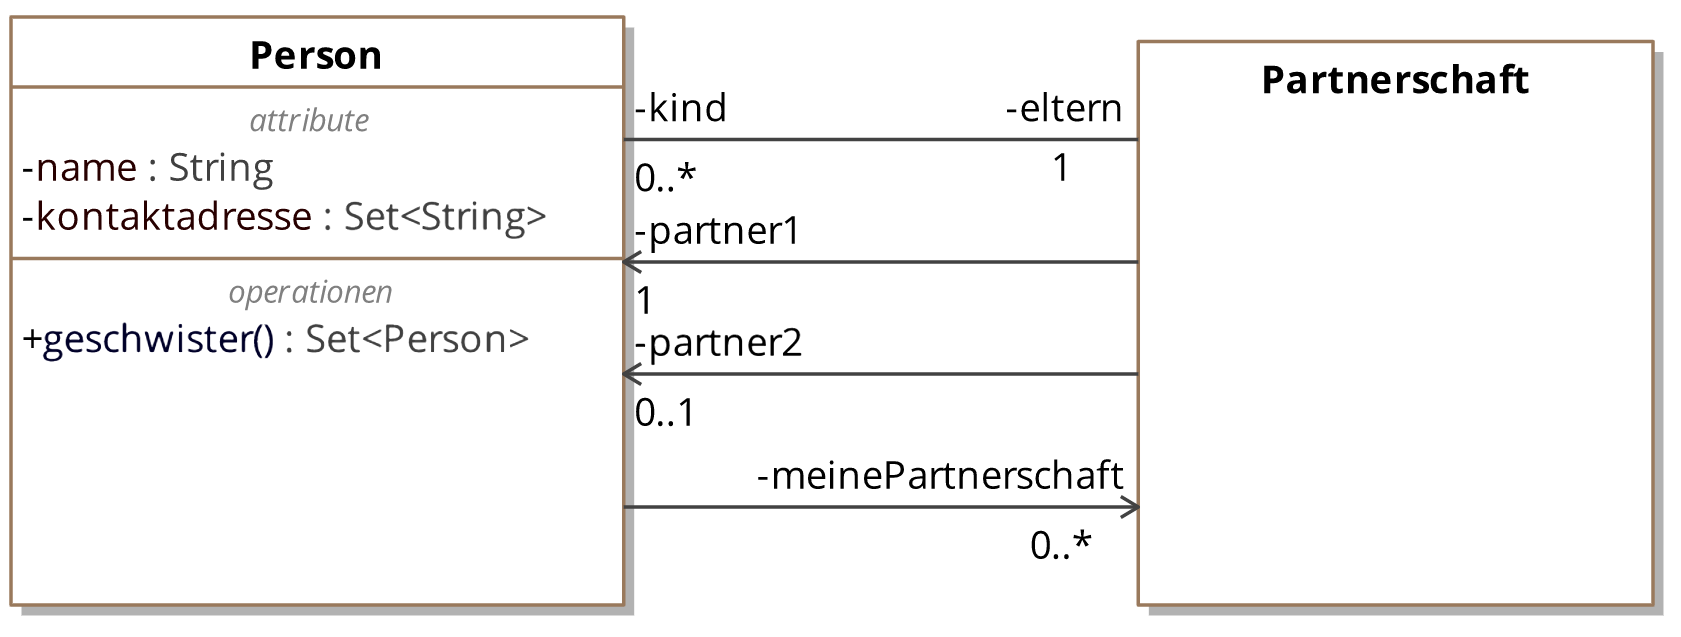 Person
attribute
-name : String
-kontaktadresse : Set<String>
operationen
+geschwister() : Set<Person>
-kind
-eltern
0..*
1
-partner1
1
-partner2
0..1
-meinePartnerschaft
0..*
Partnerschaft